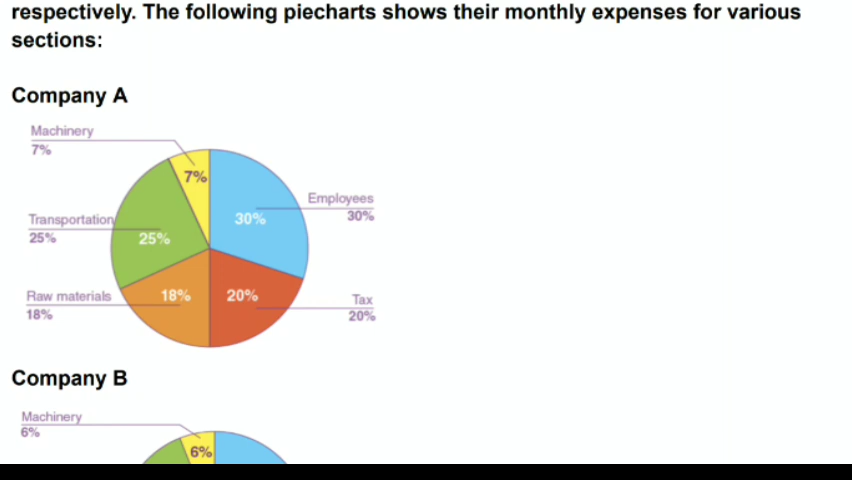 respectively. The following piecharts shows their monthly expenses for various
sections:
Company A
Machinery
7%
7%
Employees
30%
30%
Transportation
25%
25%
Raw materials
18%
18%
20%
Tax
20%
Company B
Machinery
6%
6%